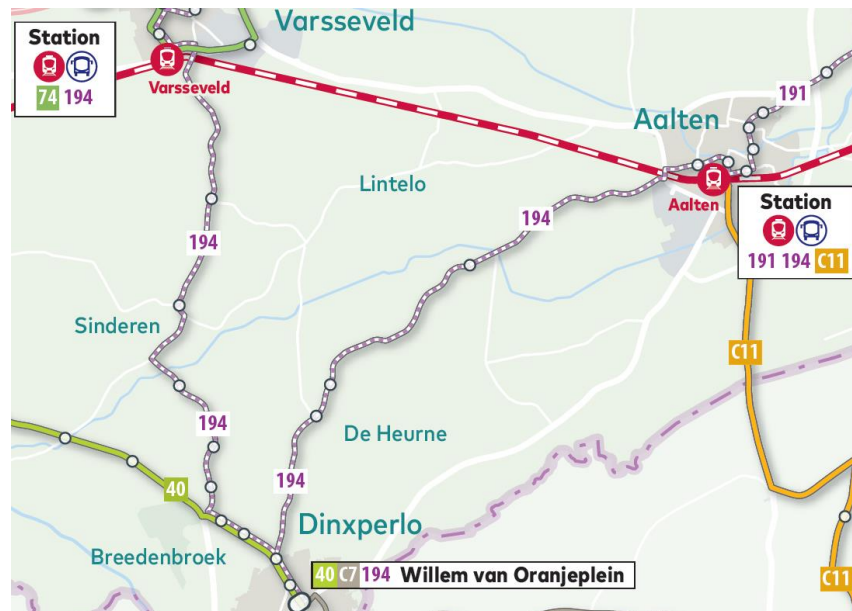 Varsseveld
Station
74 194
Varsseveld
191
Aalten
Lintelo
Aalten
Station
191 194 C11
194
194
Sinderen
C11
194
De Heurne
40
194
Dinxperlo
Breedenbroek
40 C7 194 Willem van Oranjeplein
C11